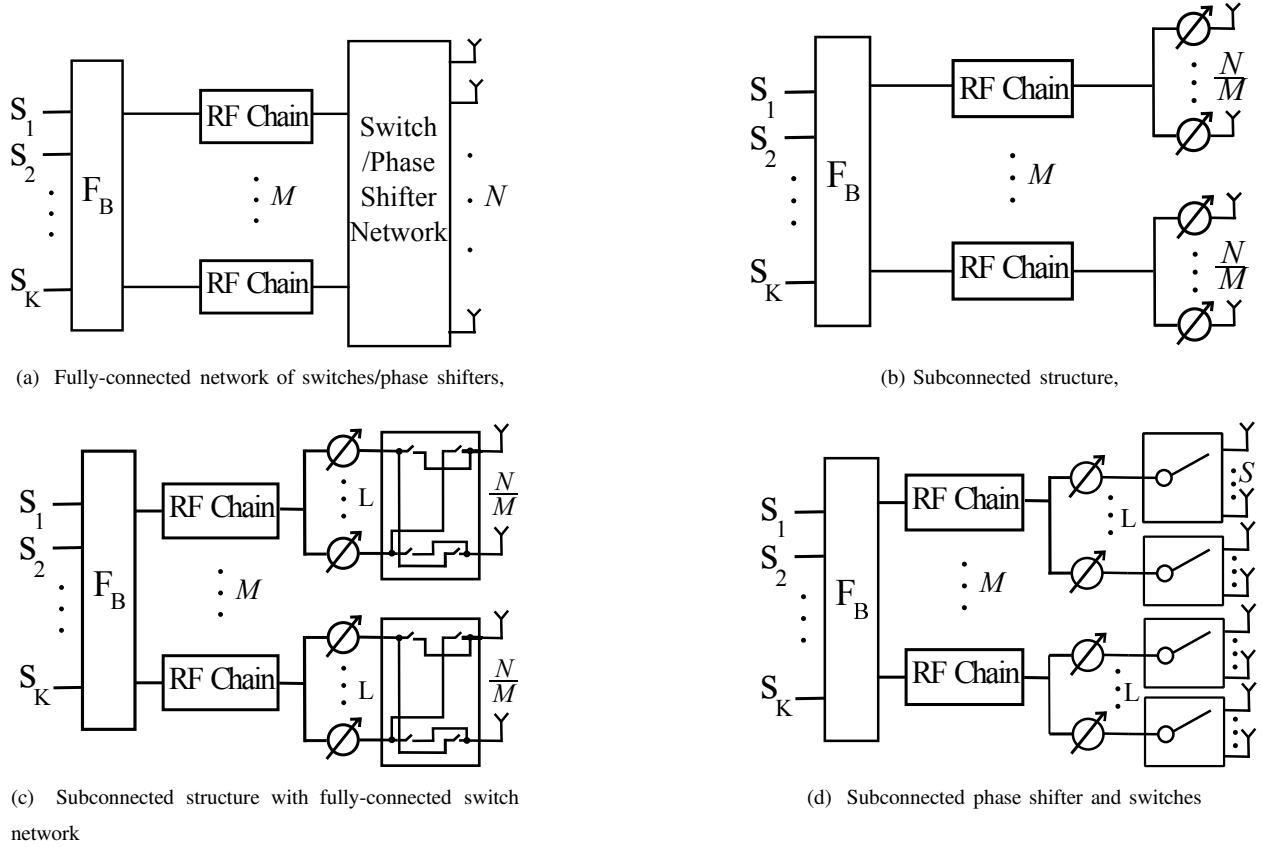 S1
S2
SK
FB
RF Chain
M
RF Chain
Switch
/Phase
Shifter
Network
N
(a) Fully-connected network of switches/phase shifters,
S1
S2
SK
FB
RF Chain
M
RF Chain
N
M
N
M
(b) Subconnected structure,
S1
S2
SK
FB
RF Chain
M
RF Chain
L
L
N
M
N
M
(c) Subconnected structure with fully-connected switch
network
S1
S2
SK
FB
RF Chain
M
RF Chain
L
L
S
(d) Subconnected phase shifter and switches